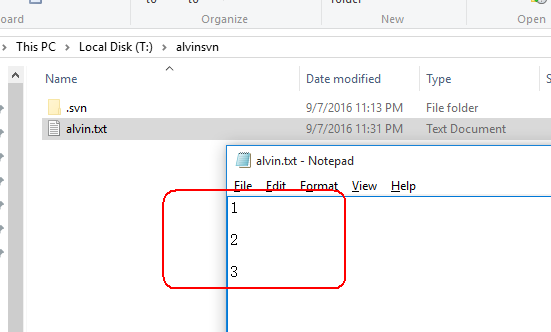 to
to
folder
oard
Organize
New
Open
This PC > Local Disk (T:) > alvinsvn
Name
Date modified
Type
.svn
9/7/2016 11:13 PM
File folder
alvin.txt
9/7/2016 11:31 PM
Text Document
alvin.txt - Notepad
File Edit Format View Help
1
2
3